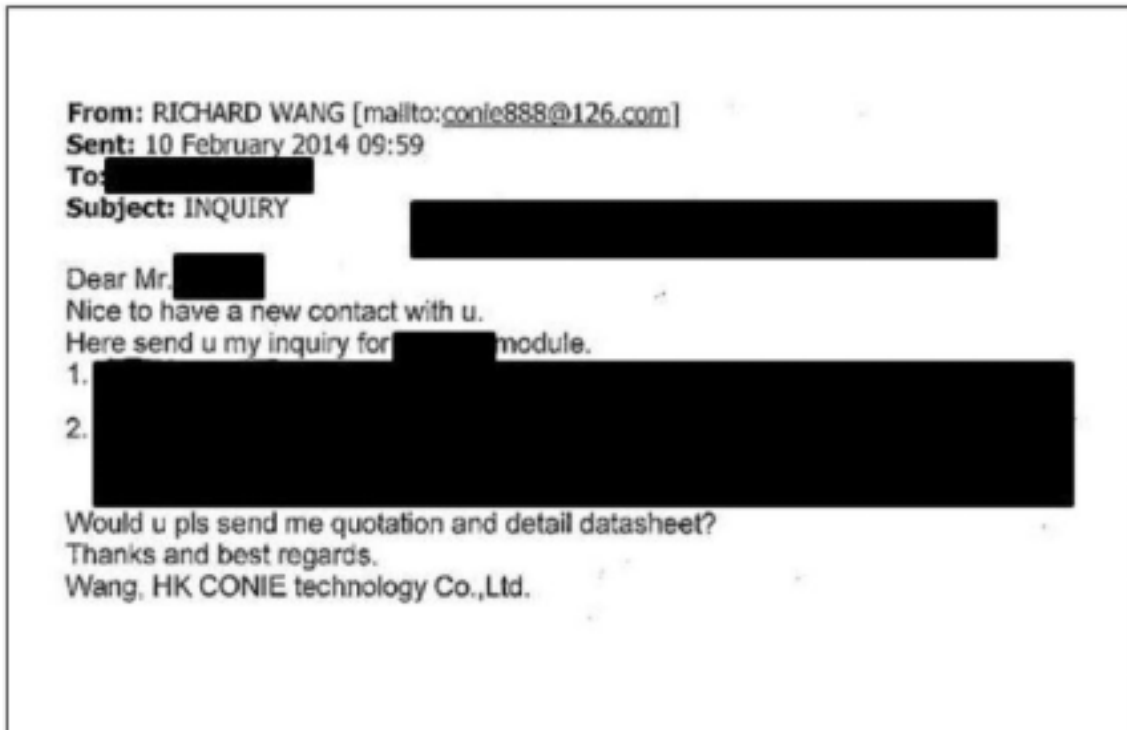 From: RICHARD WANG [mailto:conie888@126.com]
Sent: 10 February 2014 09:59
To:
Subject: INQUIRY
Dear Mr.
Nice to have a new contact with u.
Here send u my inquiry for module.
1.
2.
Would u pls send me quotation and detail datasheet?
Thanks and best regards.
Wang, HK CONIE technology Co.,Ltd.